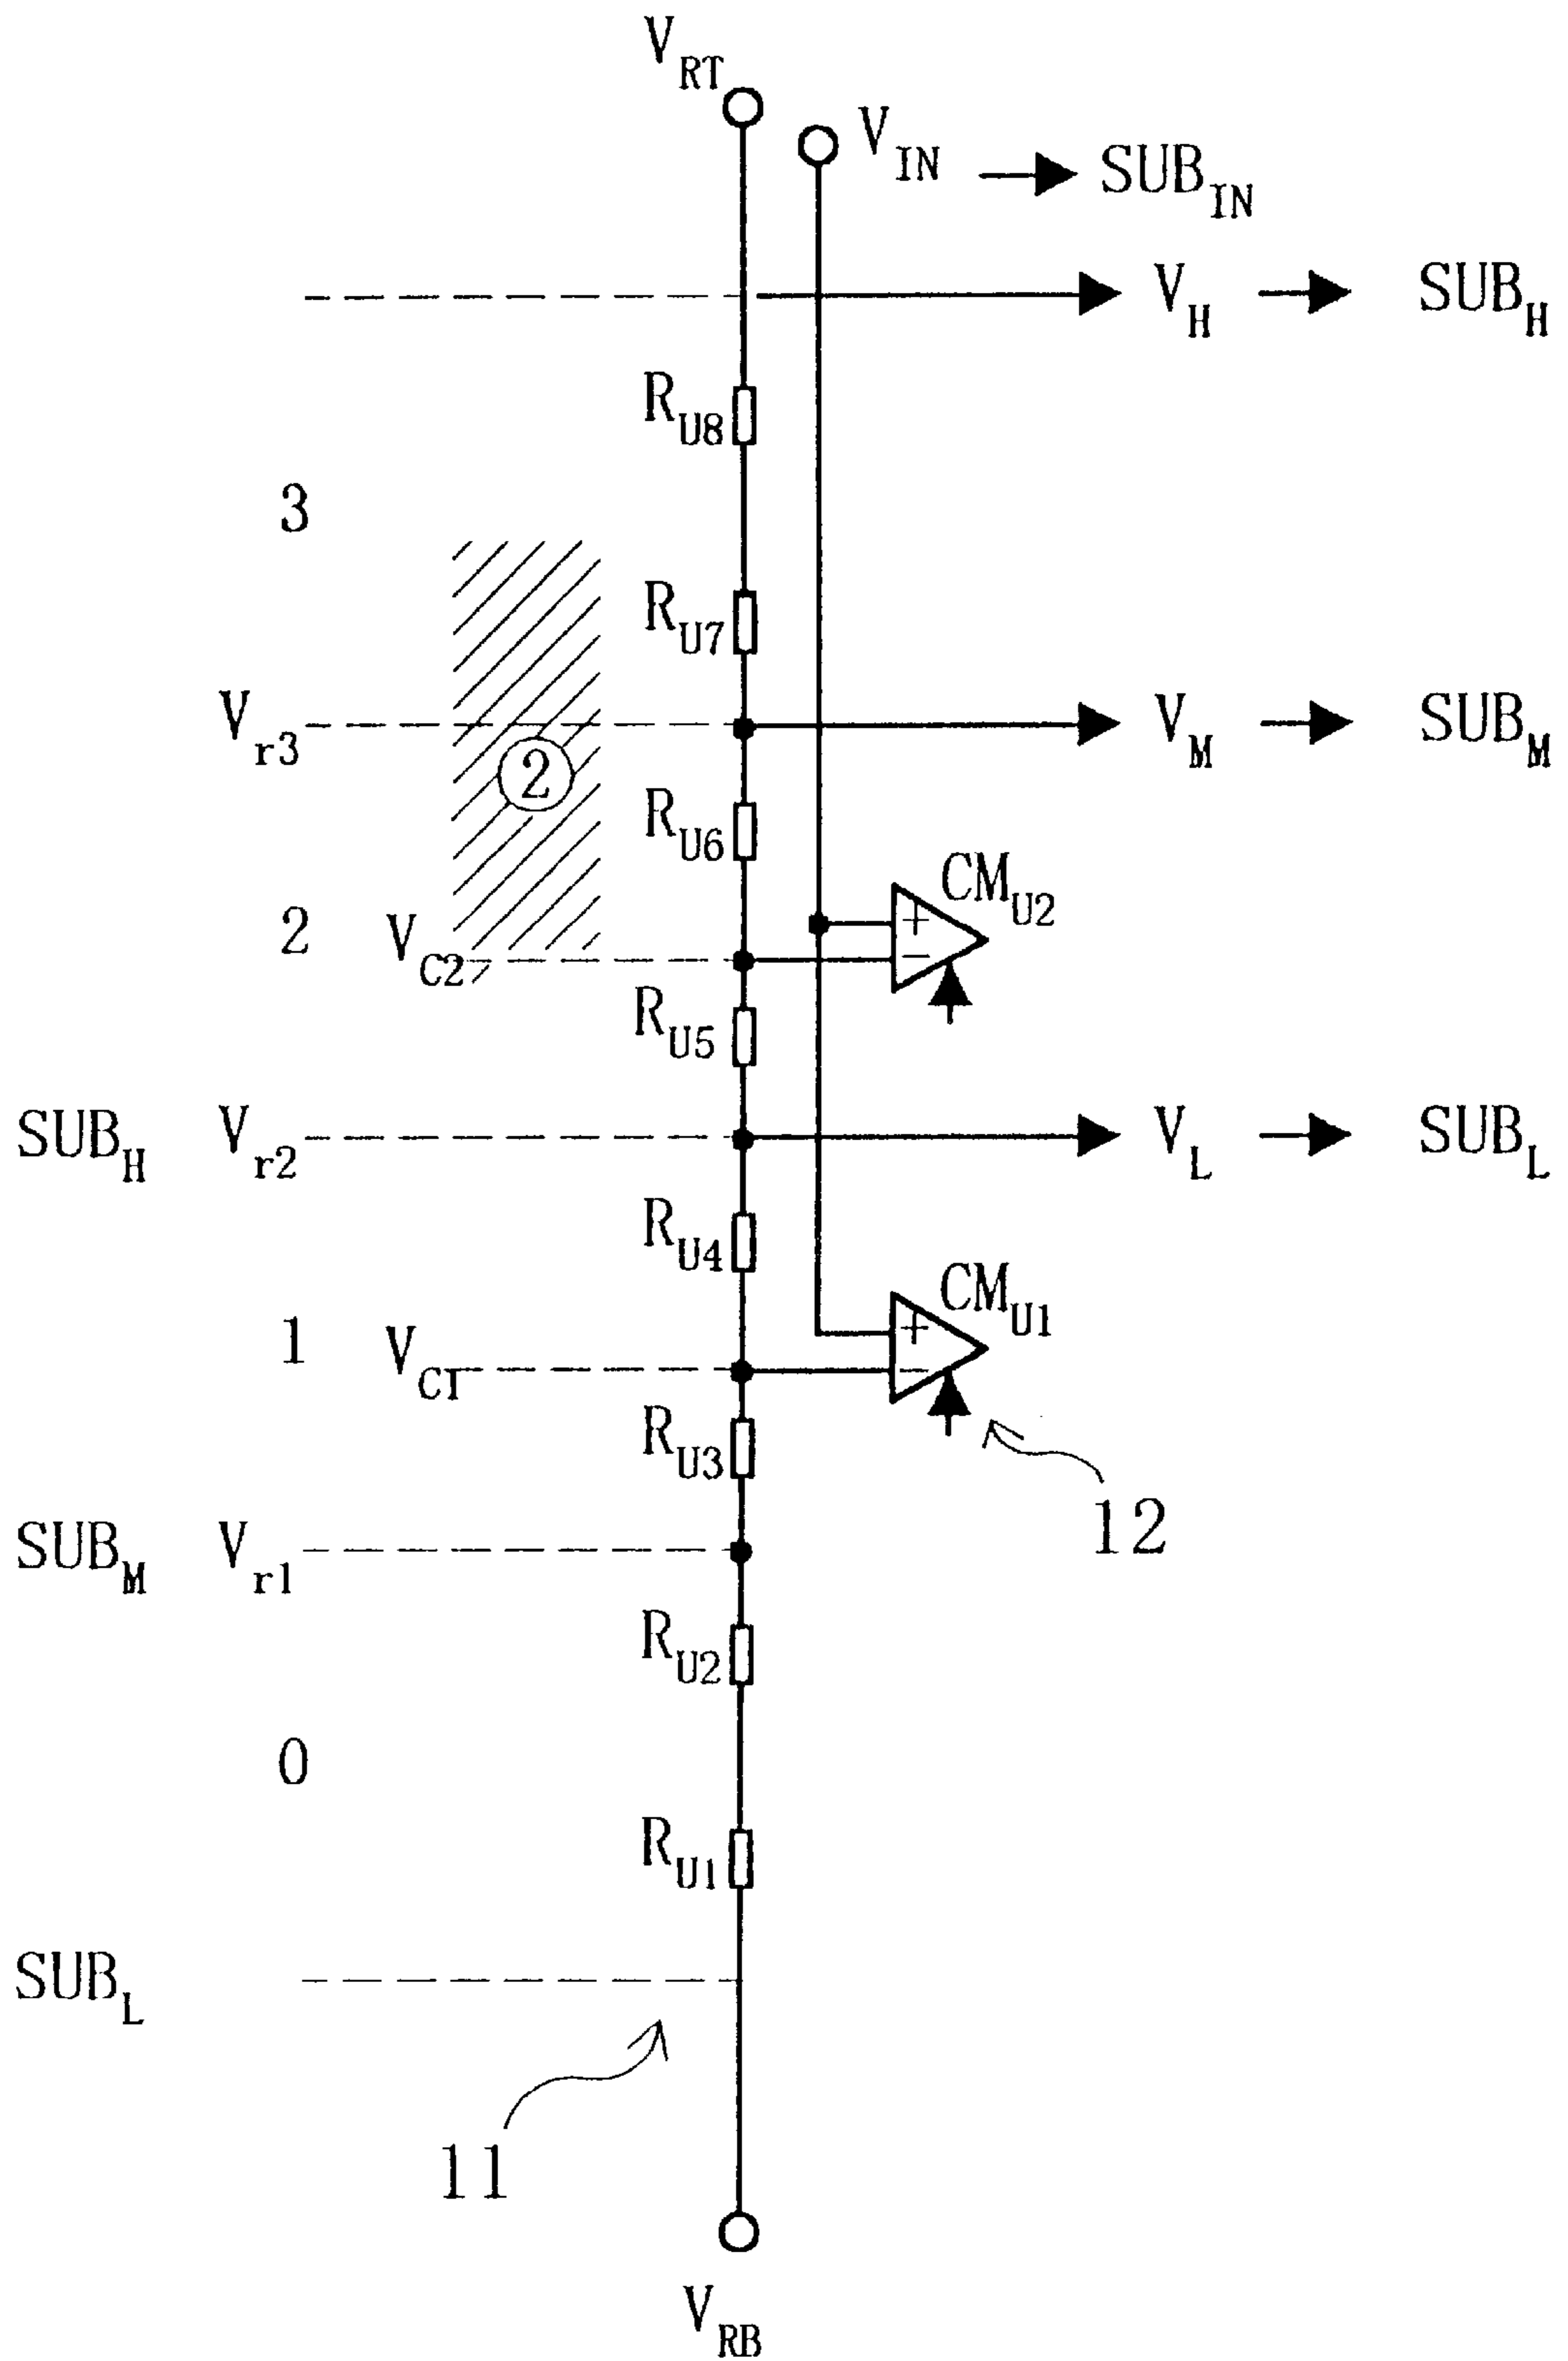 V_RT
V_IN → SUB_IN
V_H → SUB_H
R_U8
3
R_U7
V_r3 V_M → SUB_M
②
R_U6
CM_U2
+
2 V_C2
−
R_U5
SUB_H V_r2 V_L → SUB_L
R_U4
CM_U1
+
1 V_C1
−
R_U3
12
SUB_M V_r1
R_U2
0
R_U1
SUB_L
11
V_RB